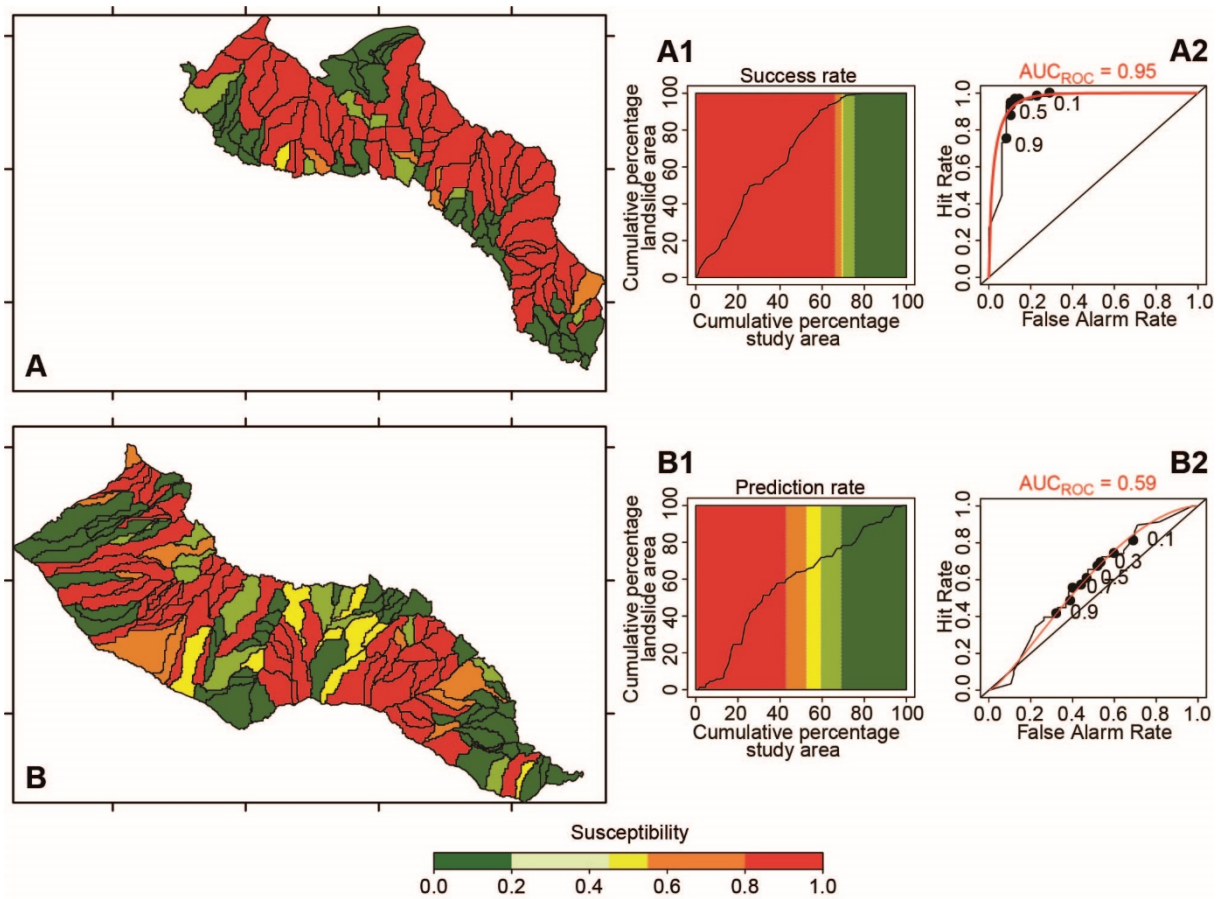 A
A1
Success rate
Cumulative percentage
landslide area
0 20 40 60 80 100
0 20 40 60 80 100
Cumulative percentage
study area
A2
AUCROC = 0.95
Hit Rate
0.0 0.2 0.4 0.6 0.8 1.0
0.1
0.5
0.9
0.0 0.2 0.4 0.6 0.8 1.0
False Alarm Rate
B
B1
Prediction rate
Cumulative percentage
landslide area
0 20 40 60 80 100
0 20 40 60 80 100
Cumulative percentage
study area
B2
AUCROC = 0.59
Hit Rate
0.0 0.2 0.4 0.6 0.8 1.0
0.1
0.3
0.5
0.7
0.9
0.0 0.2 0.4 0.6 0.8 1.0
False Alarm Rate
Susceptibility
0.0 0.2 0.4 0.6 0.8 1.0